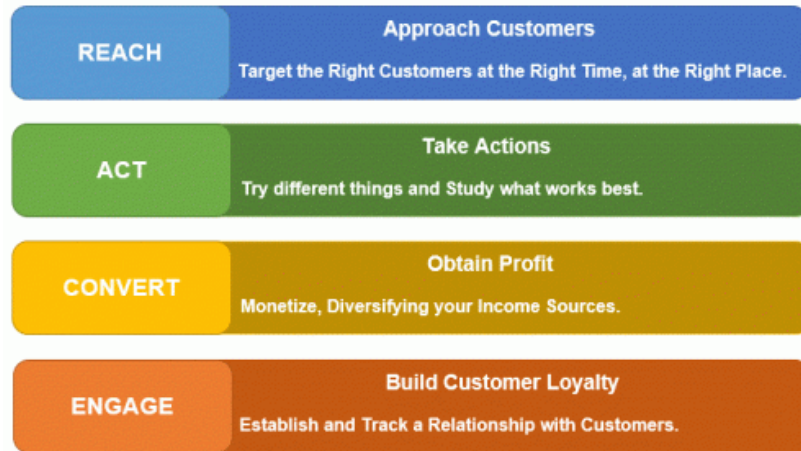 REACH
Approach Customers
Target the Right Customers at the Right Time, at the Right Place.
ACT
Take Actions
Try different things and Study what works best.
CONVERT
Obtain Profit
Monetize, Diversifying your Income Sources.
ENGAGE
Build Customer Loyalty
Establish and Track a Relationship with Customers.